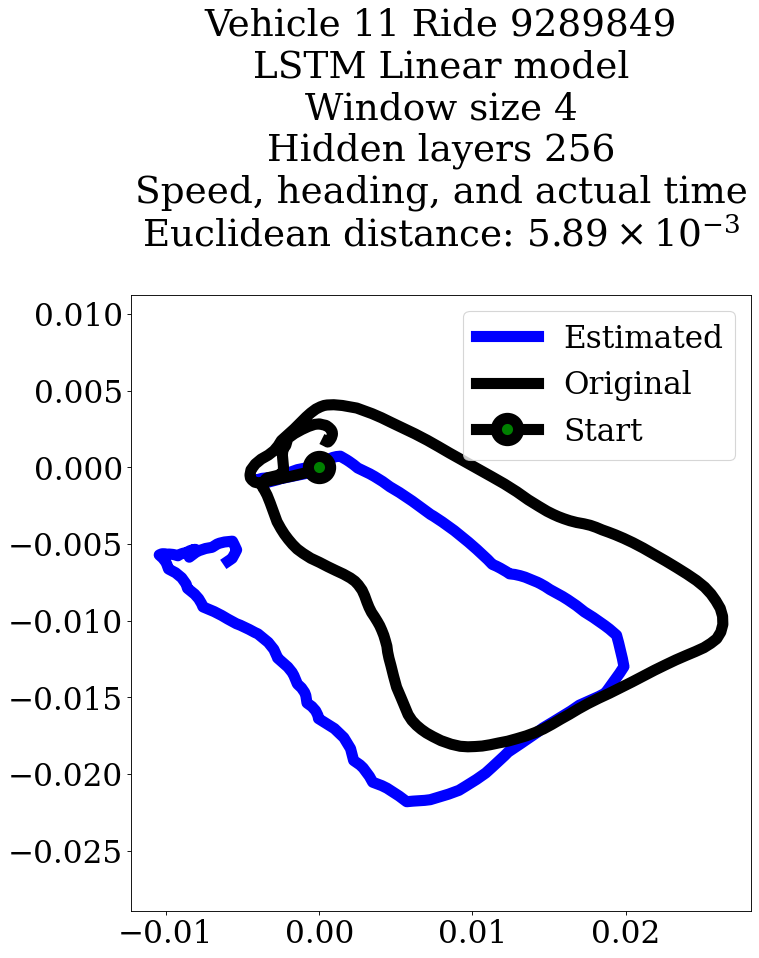 Vehicle 11 Ride 9289849
LSTM Linear model
Window size 4
Hidden layers 256
Speed, heading, and actual time
Euclidean distance: 5.89 × 10⁻³
Estimated
Original
Start
0.010
0.005
0.000
−0.005
−0.010
−0.015
−0.020
−0.025
−0.01 0.00 0.01 0.02